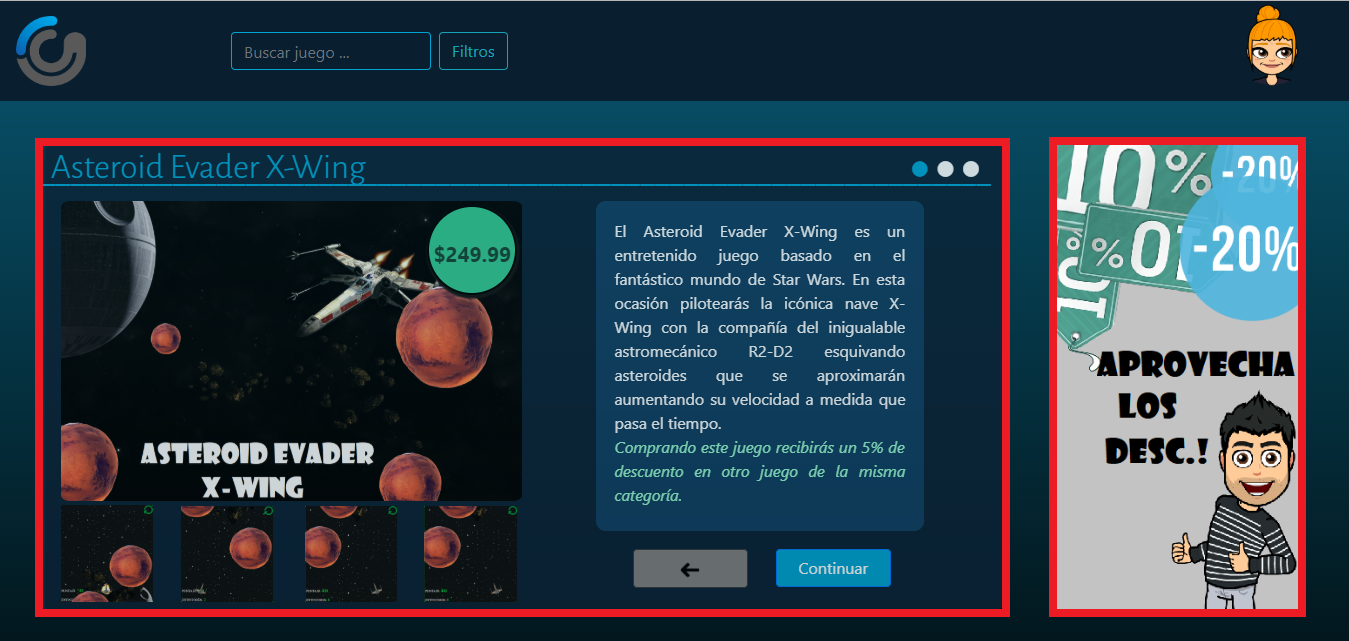 Buscar juego ...
Filtros
Asteroid Evader X-Wing
$249.99
ASTEROID EVADER
X-WING
El Asteroid Evader X-Wing es un
entretenido juego basado en el
fantástico mundo de Star Wars. En esta
ocasión pilotearás la icónica nave X-
Wing con la compañía del inigualable
astromecánico R2-D2 esquivando
asteroides que se aproximarán
aumentando su velocidad a medida que
pasa el tiempo.
Comprando este juego recibirás un 5% de
descuento en otro juego de la misma
categoría.
Continuar
%
-20%
-20%
%
APROVECHA
LOS
DESC.!